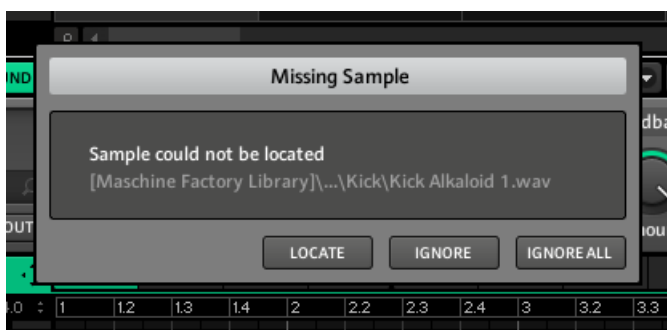 Missing Sample
Sample could not be located
[Maschine Factory Library]\...\Kick\Kick Alkaloid 1.wav
LOCATE IGNORE IGNORE ALL
1 1.2 1.3 1.4 2 2.2 2.3 2.4 3 3.2 3.3